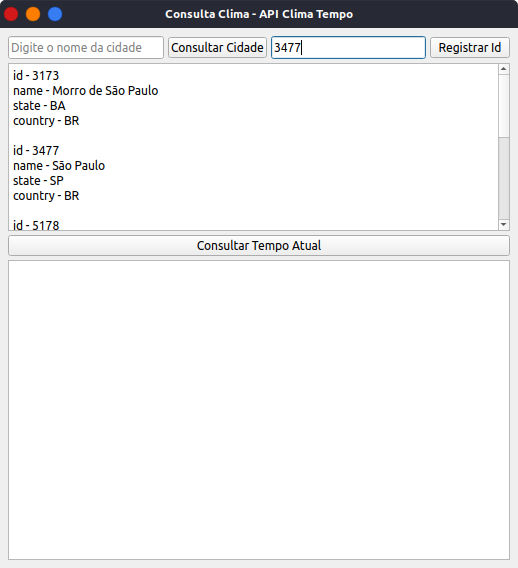 Consulta Clima - API Clima Tempo
Digite o nome da cidade Consultar Cidade 3477 Registrar Id
id - 3173
name - Morro de São Paulo
state - BA
country - BR
id - 3477
name - São Paulo
state - SP
country - BR
id - 5178
Consultar Tempo Atual